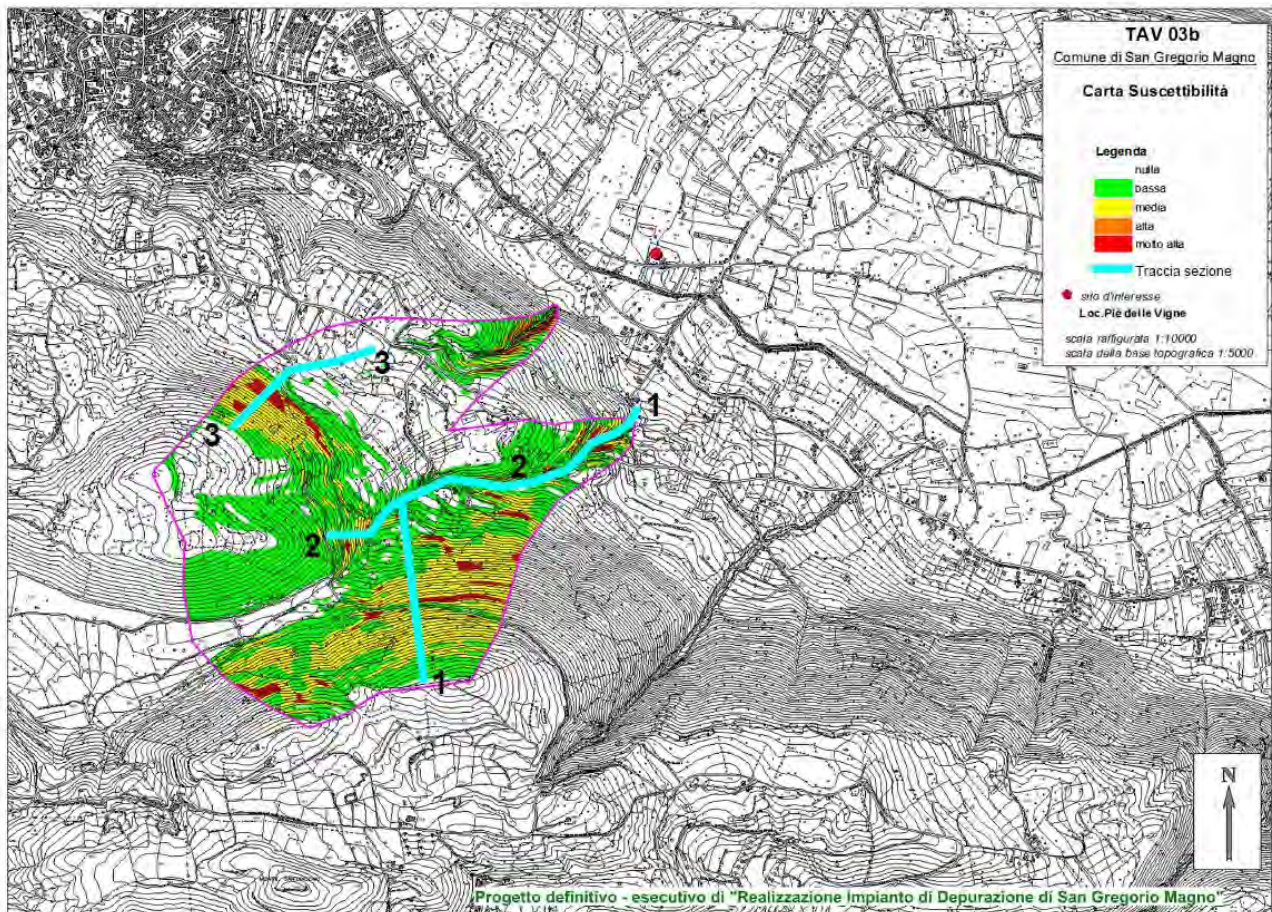 TAV 03b
Comune di San Gregorio Magno
Carta Suscettibilità
Legenda
nulla
bassa
media
alta
molto alta
Traccia sezione
sito d'interesse
Loc.Piè delle Vigne
scala raffigurata 1:10000
scala della base topografica 1:5000
3
3
1
2
2
1
N
Progetto definitivo - esecutivo di "Realizzazione Impianto di Depurazione di San Gregorio Magno"